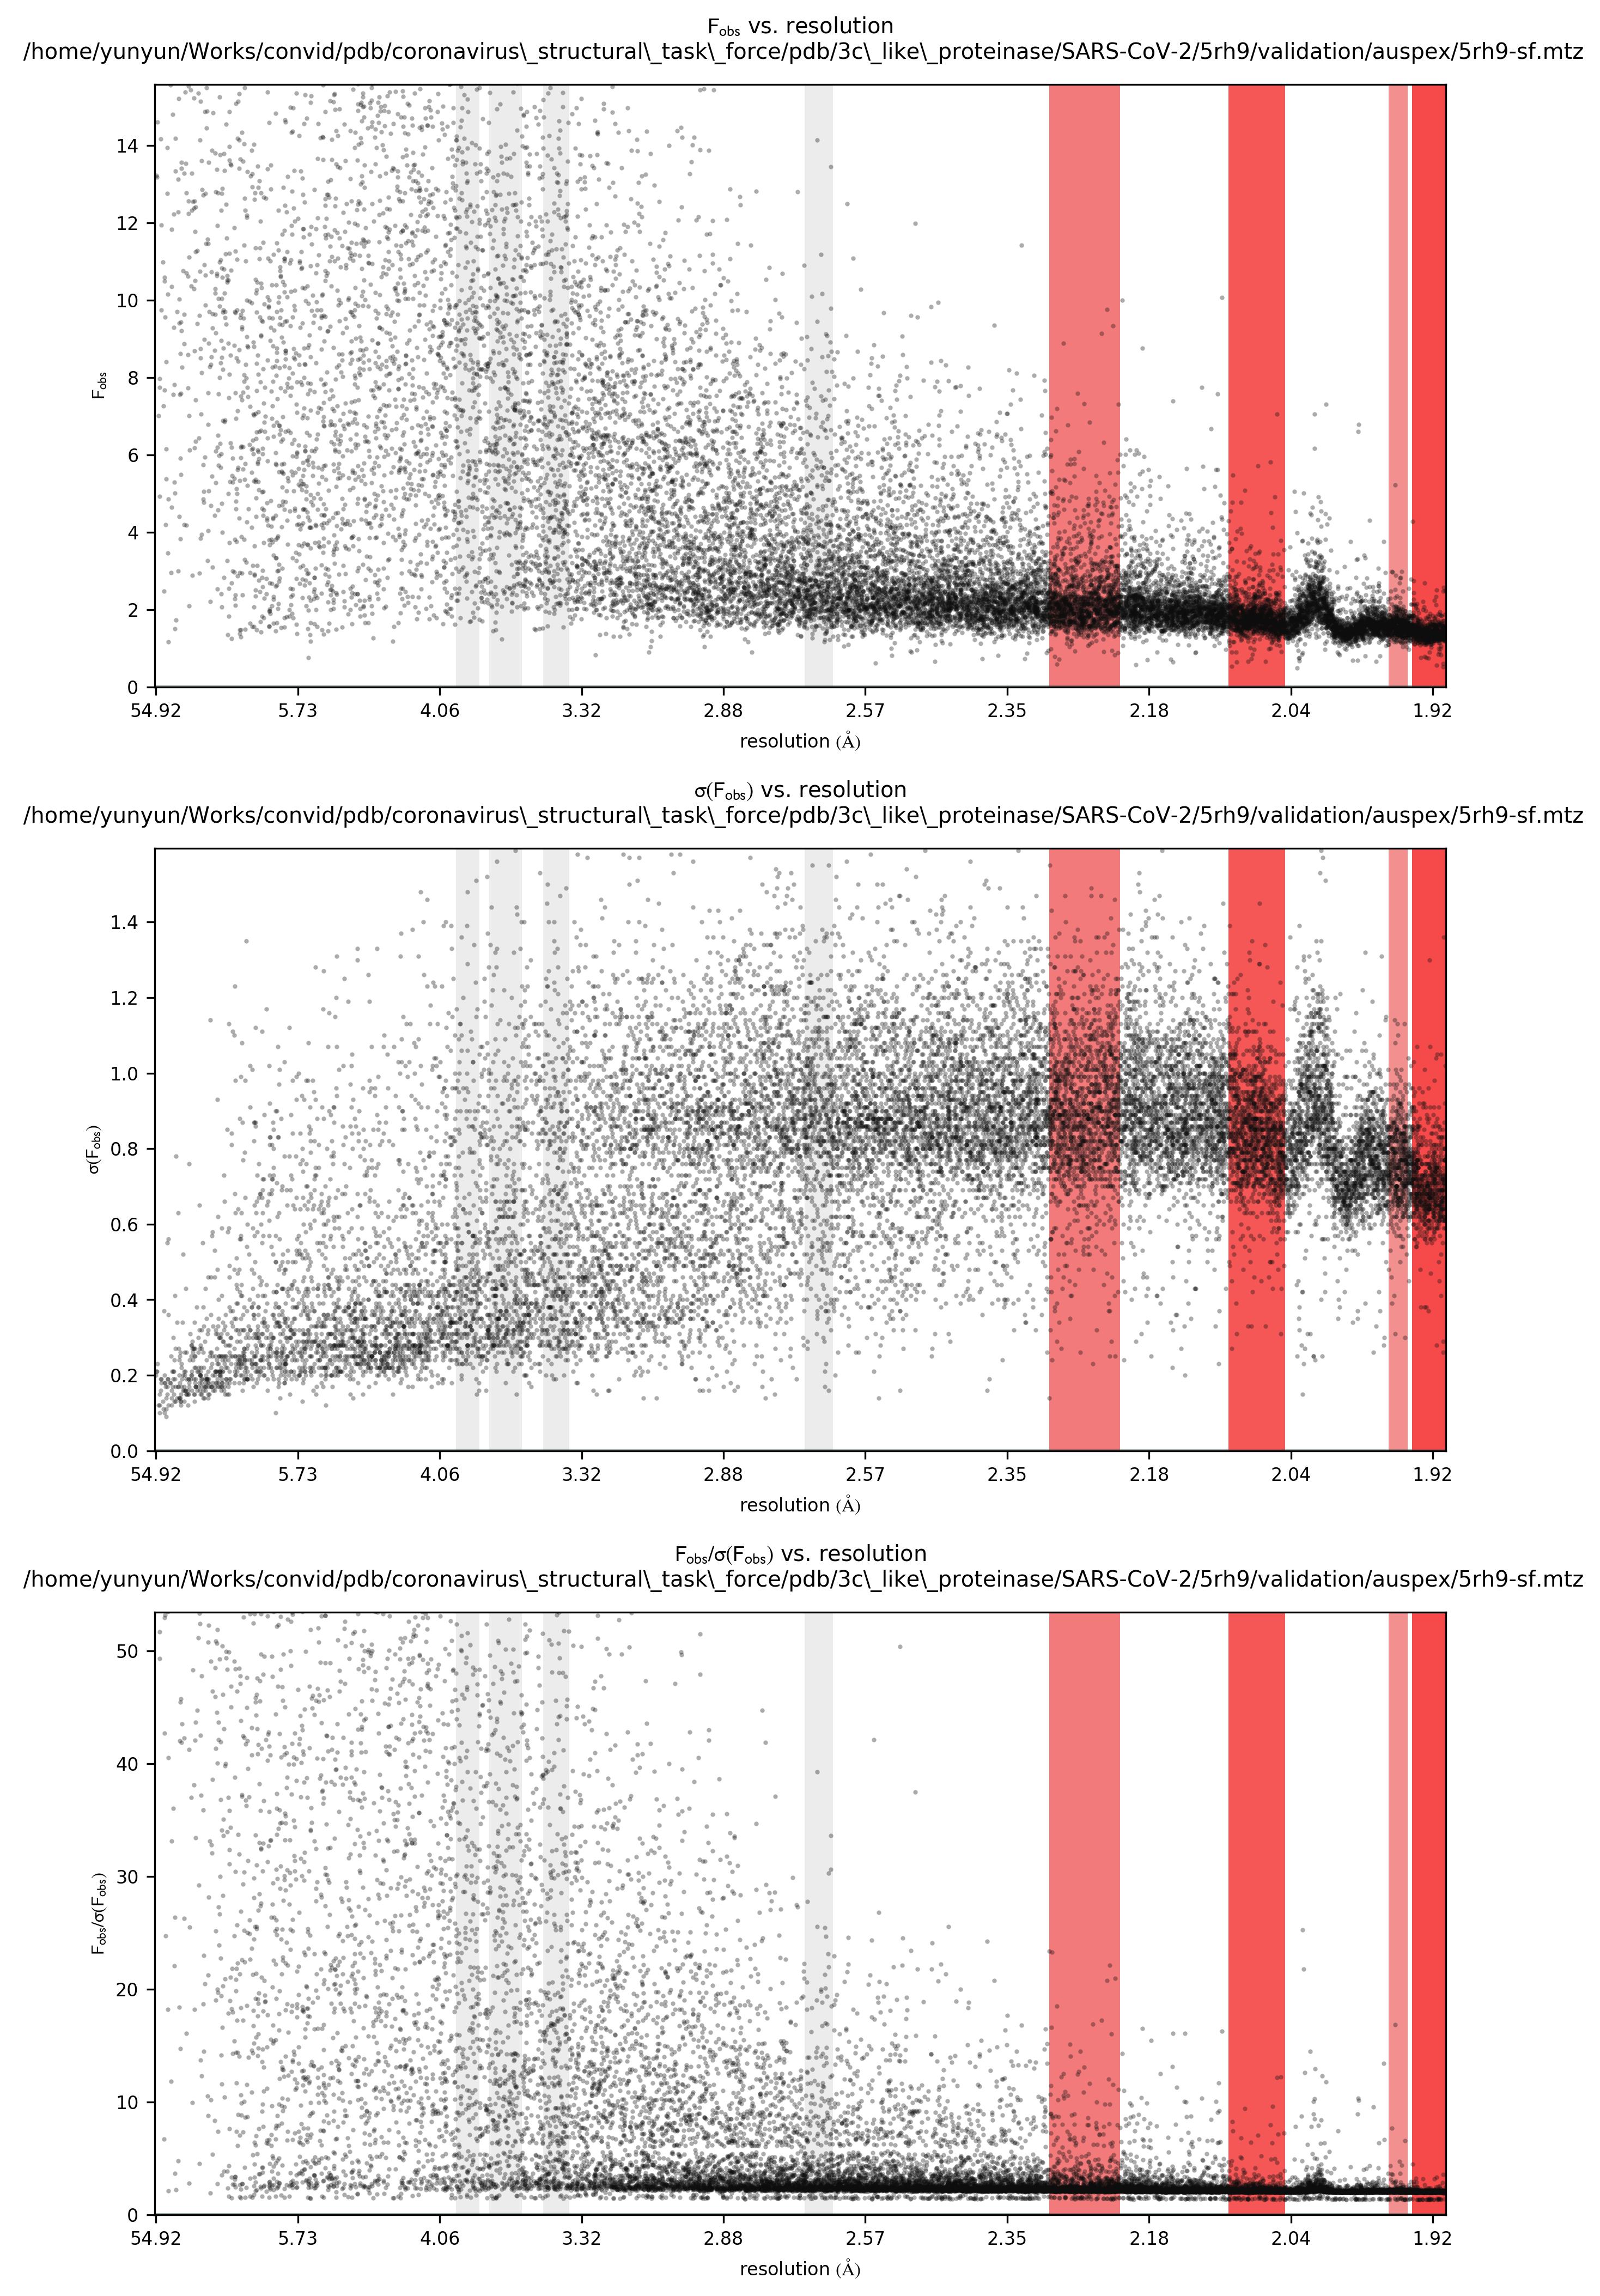 Fobs vs. resolution
/home/yunyun/Works/convid/pdb/coronavirus\_structural\_task\_force/pdb/3c\_like\_proteinase/SARS-CoV-2/5rh9/validation/auspex/5rh9-sf.mtz
14
12
10
8
Fobs
6
4
2
0
54.92 5.73 4.06 3.32 2.88 2.57 2.35 2.18 2.04 1.92
resolution (Å)
σ(Fobs) vs. resolution
/home/yunyun/Works/convid/pdb/coronavirus\_structural\_task\_force/pdb/3c\_like\_proteinase/SARS-CoV-2/5rh9/validation/auspex/5rh9-sf.mtz
1.4
1.2
1.0
0.8
σ(Fobs)
0.6
0.4
0.2
0.0
54.92 5.73 4.06 3.32 2.88 2.57 2.35 2.18 2.04 1.92
resolution (Å)
Fobs/σ(Fobs) vs. resolution
/home/yunyun/Works/convid/pdb/coronavirus\_structural\_task\_force/pdb/3c\_like\_proteinase/SARS-CoV-2/5rh9/validation/auspex/5rh9-sf.mtz
50
40
30
Fobs/σ(Fobs)
20
10
0
54.92 5.73 4.06 3.32 2.88 2.57 2.35 2.18 2.04 1.92
resolution (Å)